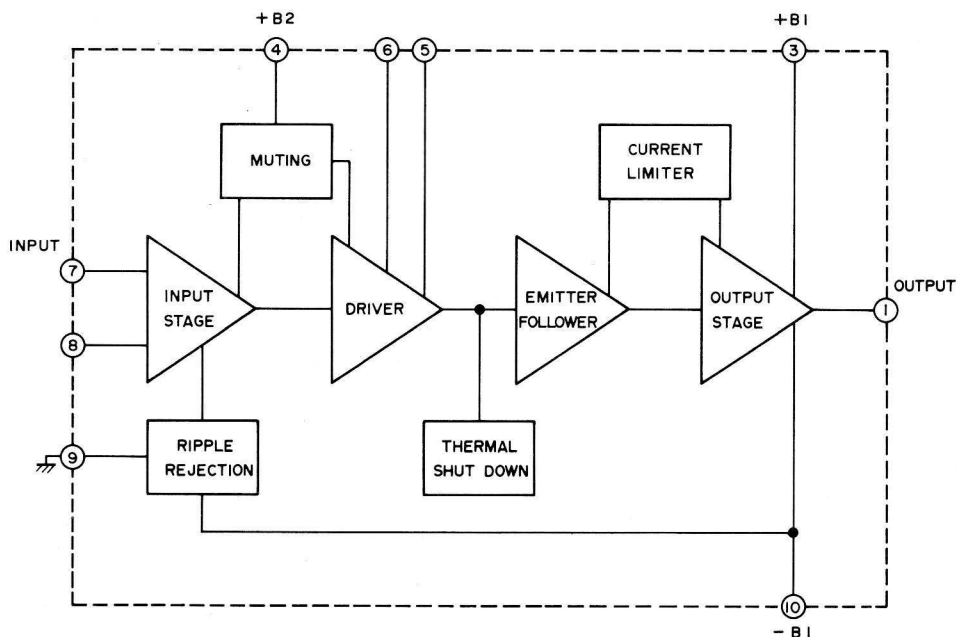 +B2
+B1
4
6
5
3
MUTING
CURRENT
LIMITER
INPUT
7
INPUT
STAGE
DRIVER
EMITTER
FOLLOWER
OUTPUT
STAGE
OUTPUT
1
8
9
RIPPLE
REJECTION
THERMAL
SHUT DOWN
10
-B1